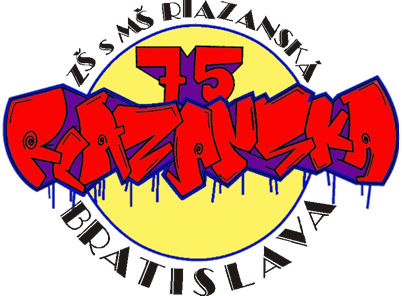 ZŠ s MŠ RIAZANSKÁ
75
RIAZANSKA
BRATISLAVA